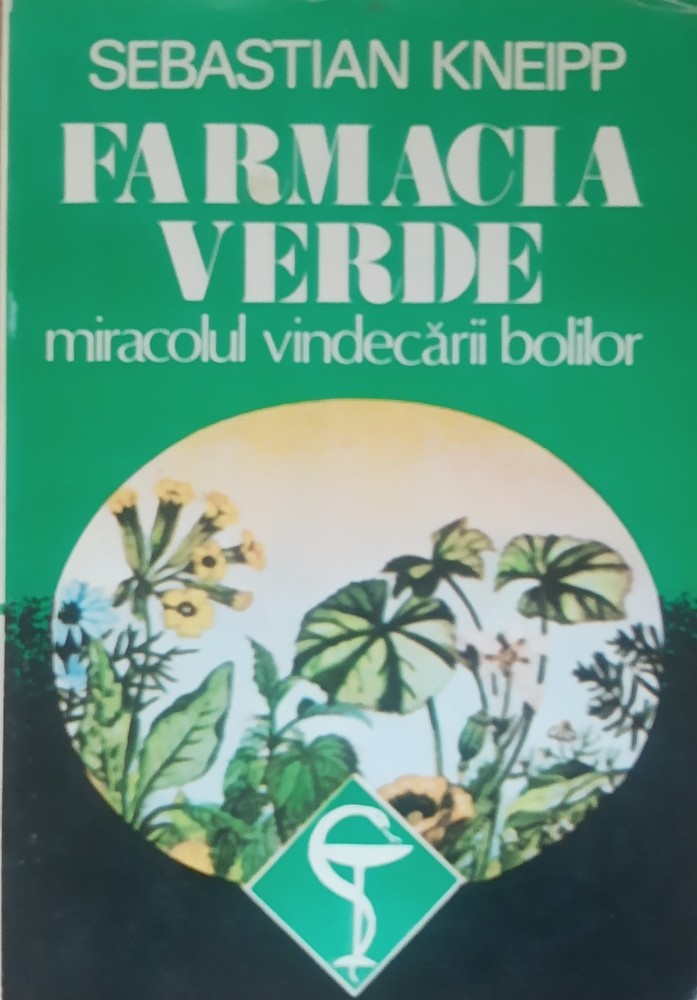 SEBASTIAN KNEIPP
FARMACIA
VERDE
miracolul vindecării bolilor